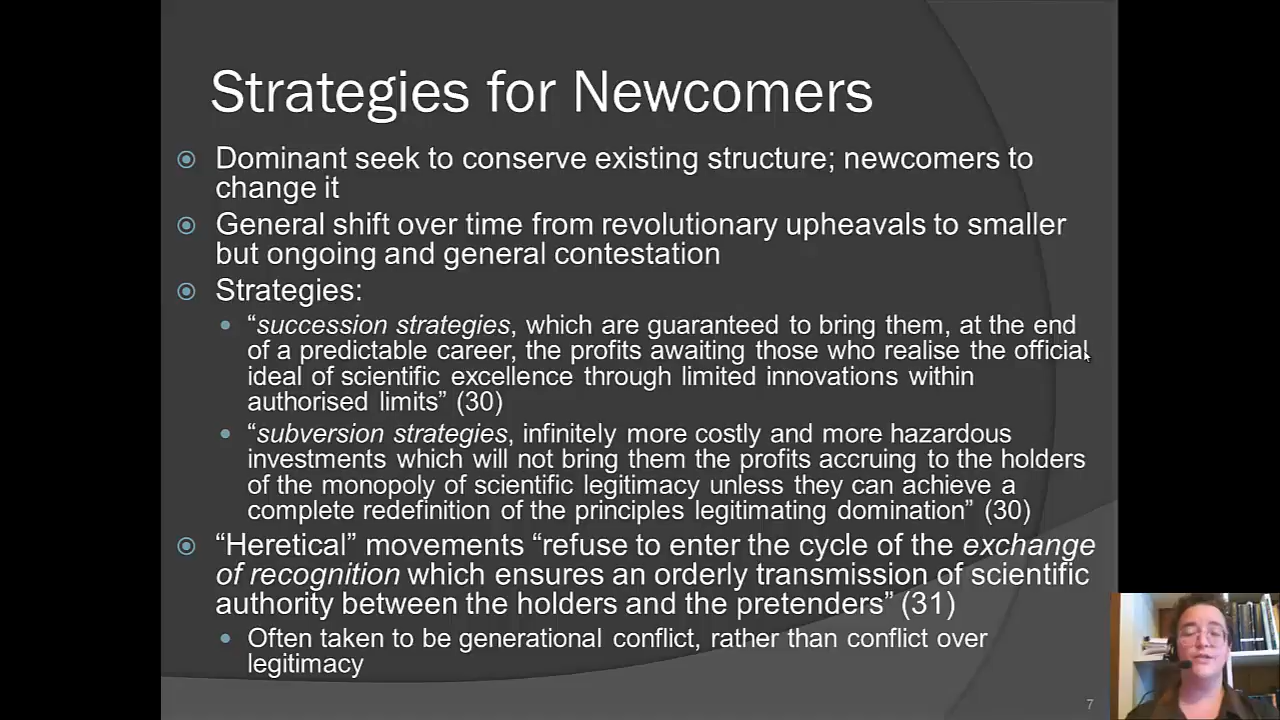 Strategies for Newcomers
Dominant seek to conserve existing structure; newcomers to
change it
General shift over time from revolutionary upheavals to smaller
but ongoing and general contestation
Strategies:
“succession strategies, which are guaranteed to bring them, at the end
of a predictable career, the profits awaiting those who realise the official
ideal of scientific excellence through limited innovations within
authorised limits” (30)
“subversion strategies, infinitely more costly and more hazardous
investments which will not bring them the profits accruing to the holders
of the monopoly of scientific legitimacy unless they can achieve a
complete redefinition of the principles legitimating domination” (30)
“Heretical” movements “refuse to enter the cycle of the exchange
of recognition which ensures an orderly transmission of scientific
authority between the holders and the pretenders” (31)
Often taken to be generational conflict, rather than conflict over
legitimacy
7